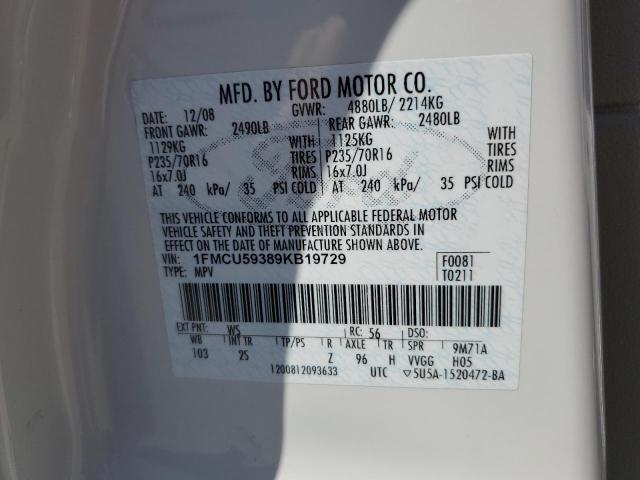 MFD. BY FORD MOTOR CO.
DATE: 12/08 GVWR: 4880LB/ 2214KG
FRONT GAWR: 2490LB REAR GAWR: 2480LB
1129KG WITH 1125KG WITH
P235/70R16 TIRES P235/70R16 TIRES
16x7.0J RIMS 16x7.0J RIMS
AT 240 kPa/ 35 PSI COLD AT 240 kPa/ 35 PSI COLD
Ford
THIS VEHICLE CONFORMS TO ALL APPLICABLE FEDERAL MOTOR
VEHICLE SAFETY AND THEFT PREVENTION STANDARDS IN
EFFECT ON THE DATE OF MANUFACTURE SHOWN ABOVE.
VIN: 1FMCU59389KB19729 F0081
TYPE: MPV T0211
EXT PNT: WS RC: 56 DSO:
WB INT TR TP/PS R AXLE TR SPR 9M71A
103 2S Z 96 H VVGG H05
1200812093633 UTC ▽5U5A-1520472-BA